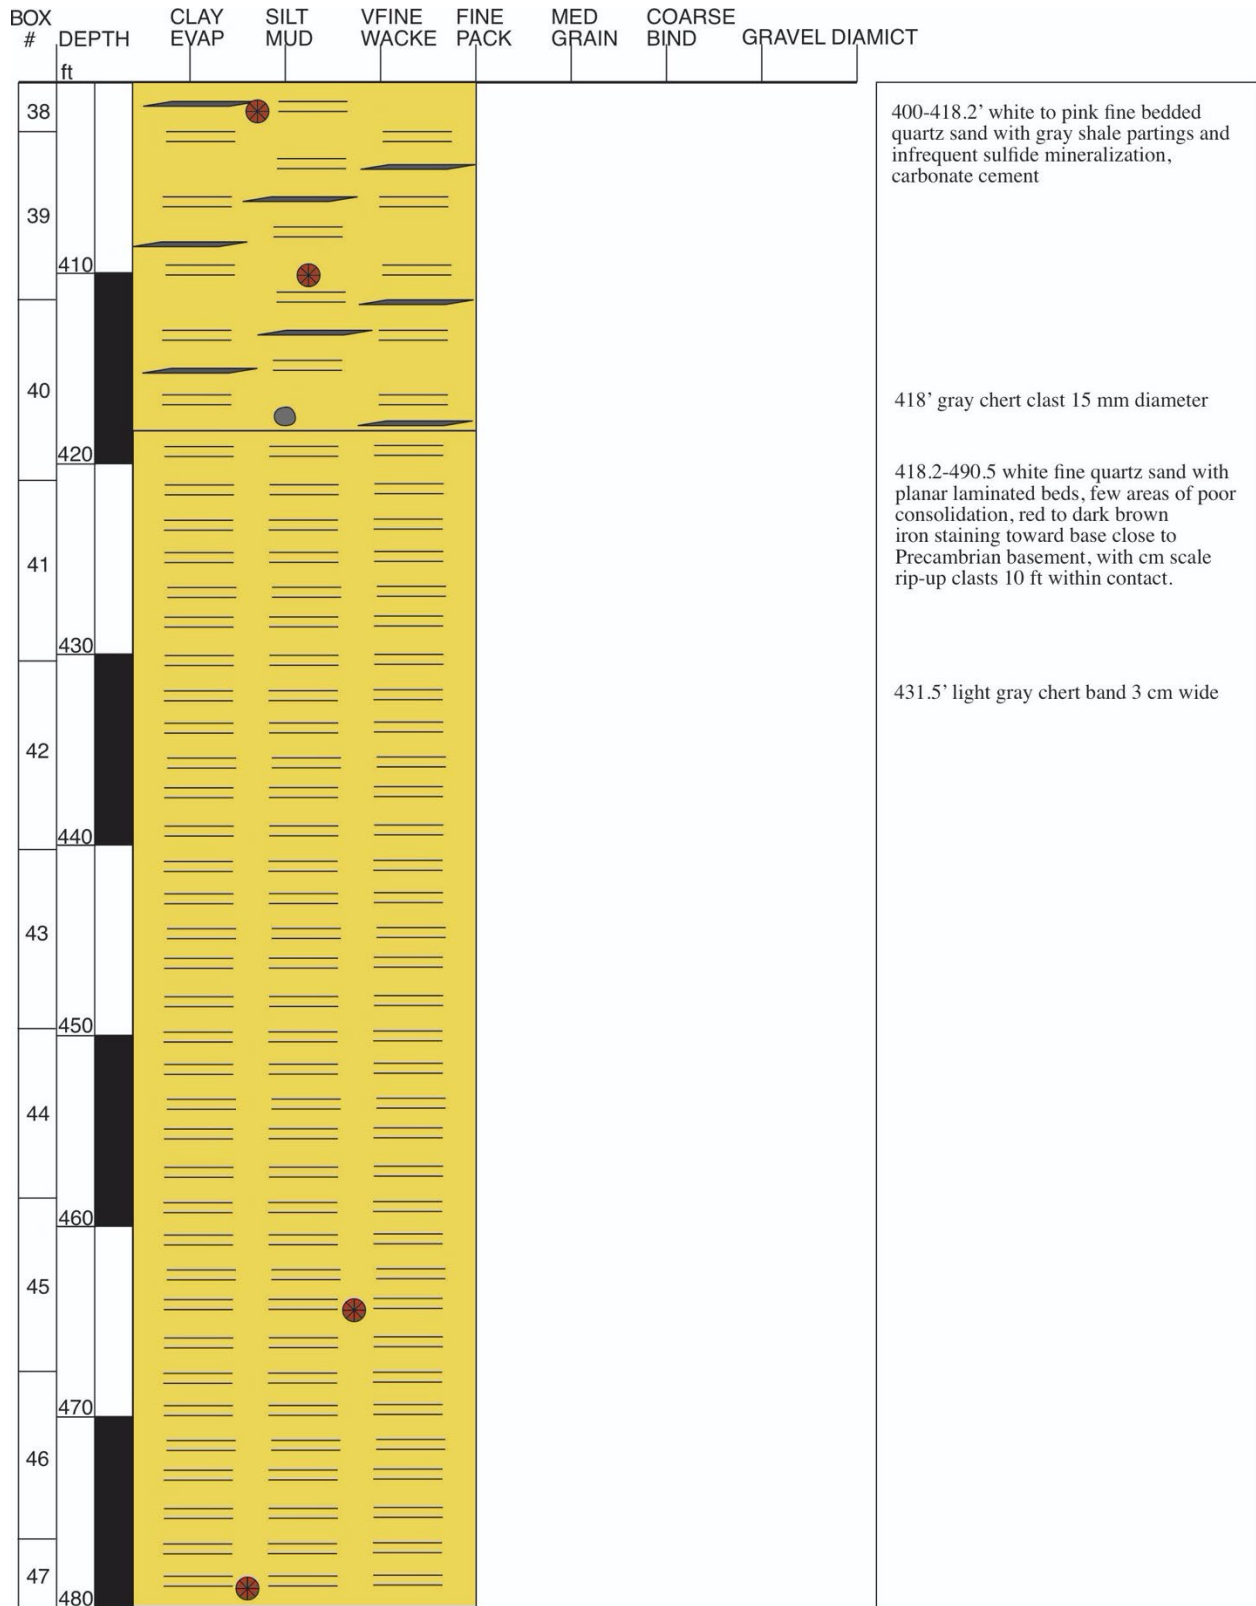 BOX
#
DEPTH
ft
CLAY
EVAP
SILT
MUD
VFINE
WACKE
FINE
PACK
MED
GRAIN
COARSE
BIND
GRAVEL
DIAMICT
38
39
410
40
420
41
430
42
440
43
450
44
460
45
470
46
47
480
400-418.2’ white to pink fine bedded
quartz sand with gray shale partings and
infrequent sulfide mineralization,
carbonate cement
418’ gray chert clast 15 mm diameter
418.2-490.5 white fine quartz sand with
planar laminated beds, few areas of poor
consolidation, red to dark brown
iron staining toward base close to
Precambrian basement, with cm scale
rip-up clasts 10 ft within contact.
431.5’ light gray chert band 3 cm wide